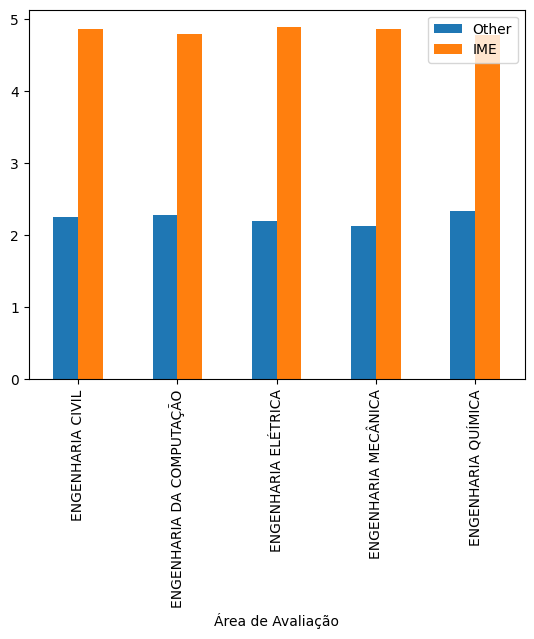 5
4
3
2
1
0
Other
IME
ENGENHARIA CIVIL
ENGENHARIA DA COMPUTAÇÃO
ENGENHARIA ELÉTRICA
ENGENHARIA MECÂNICA
ENGENHARIA QUÍMICA
Área de Avaliação